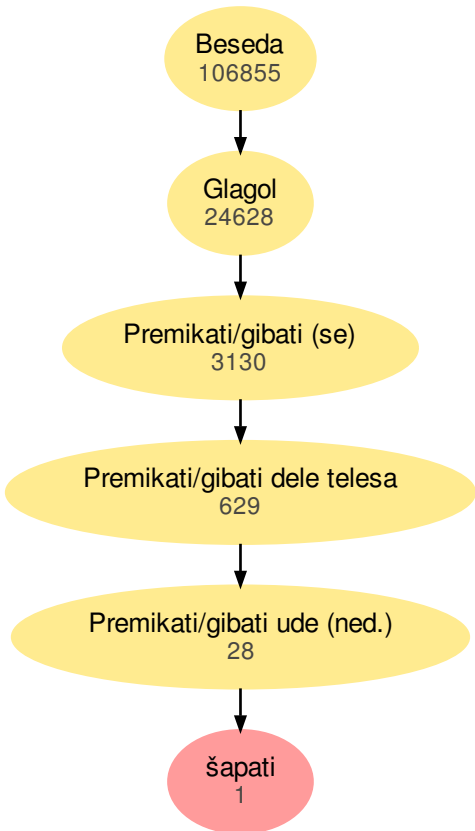 Beseda
106855
Glagol
24628
Premikati/gibati (se)
3130
Premikati/gibati dele telesa
629
Premikati/gibati ude (ned.)
28
šapati
1